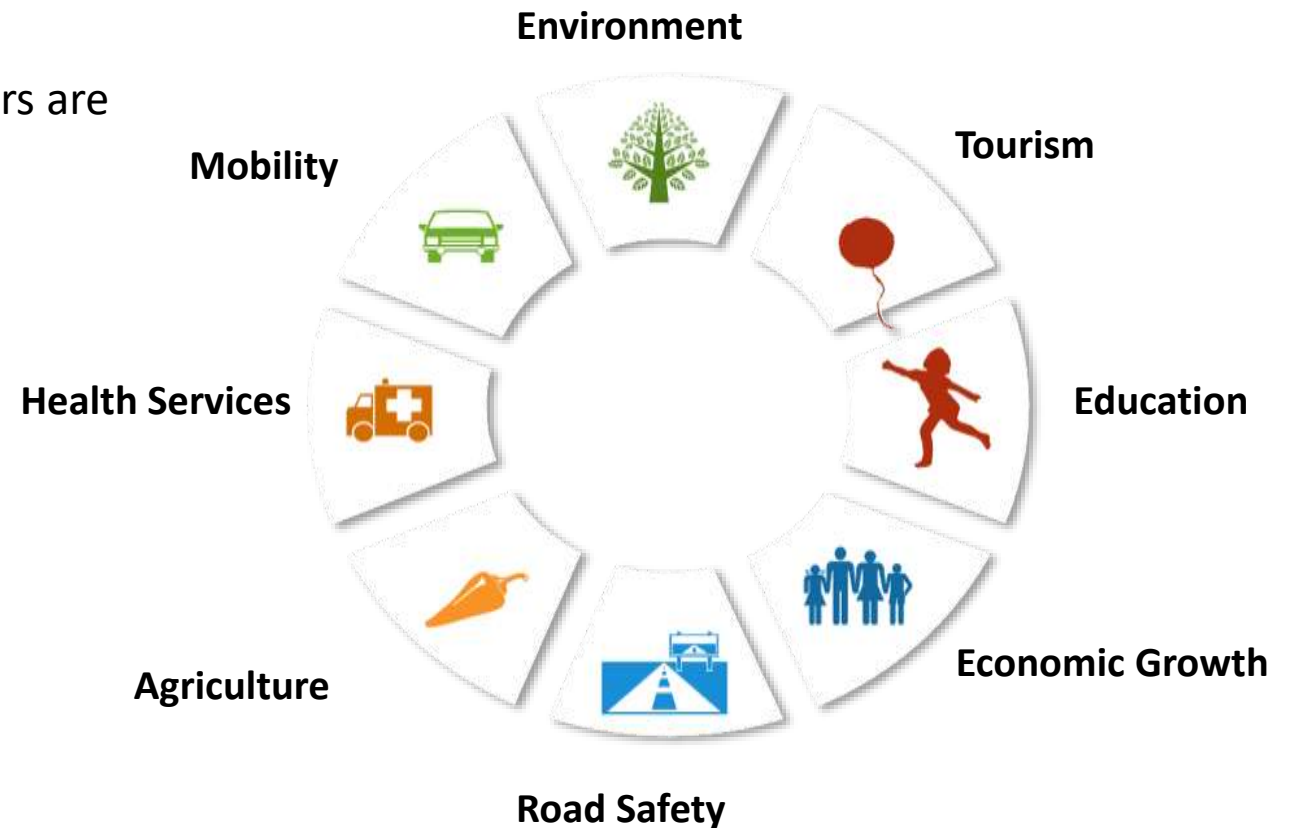 Environment
rs are
Mobility
Tourism
Health Services
Education
Agriculture
Economic Growth
Road Safety